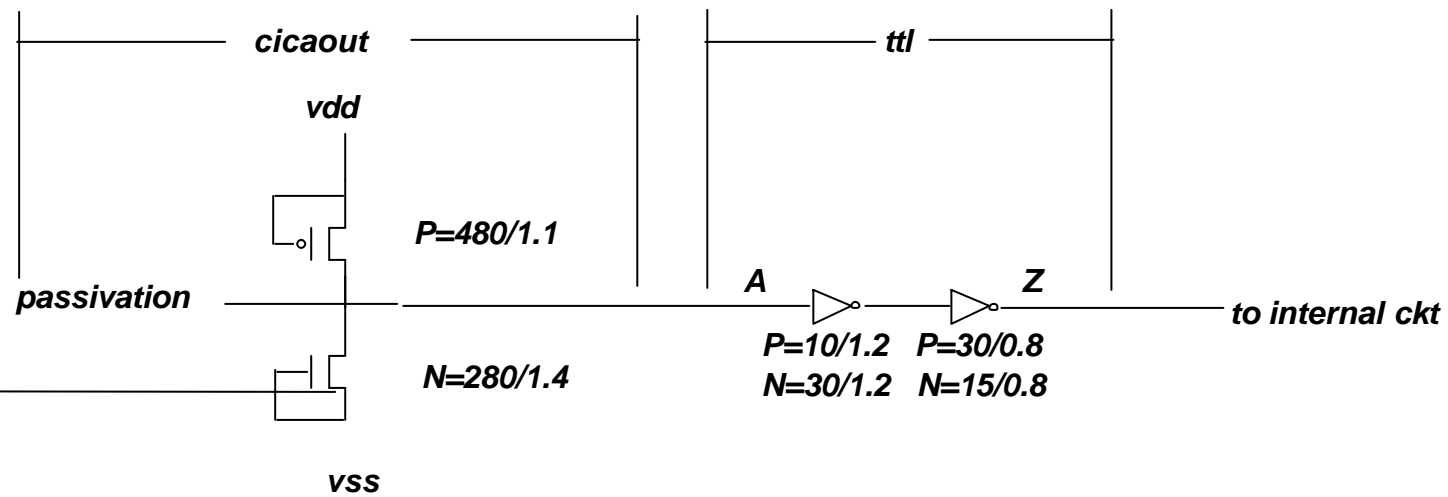 cicaout
ttl
vdd
P=480/1.1
passivation
A
Z
to internal ckt
P=10/1.2 P=30/0.8
N=280/1.4
N=30/1.2 N=15/0.8
vss